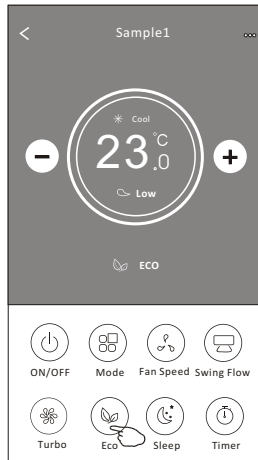 Sample1
Cool
23.0°C
Low
ECO
ON/OFF Mode Fan Speed Swing Flow
Turbo Eco Sleep Timer